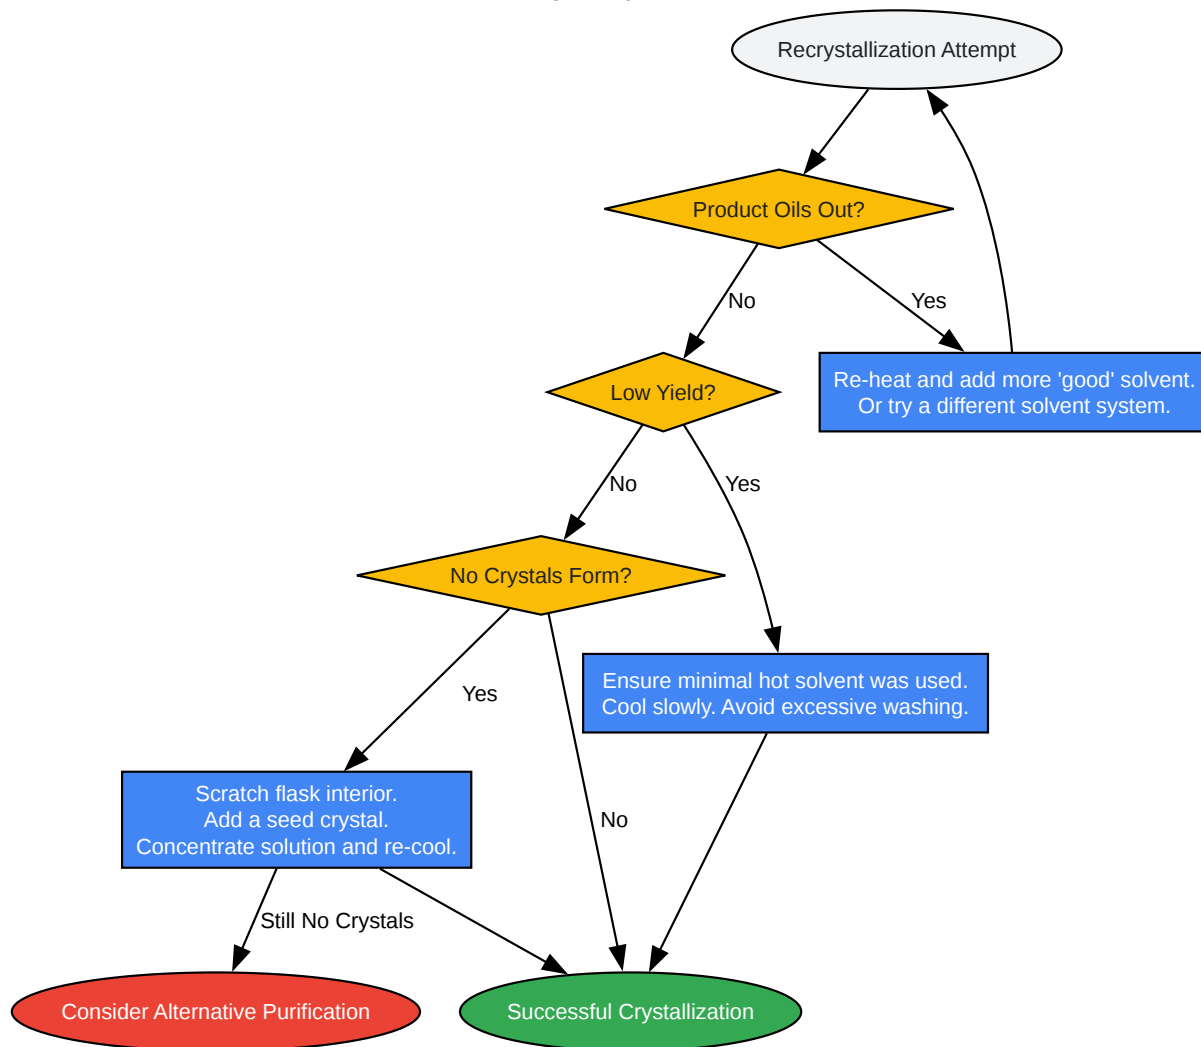 Recrystallization Attempt
Product Oils Out?
No
Yes
Re-heat and add more 'good' solvent.
Or try a different solvent system.
Low Yield?
No
Yes
No Crystals Form?
Ensure minimal hot solvent was used.
Cool slowly. Avoid excessive washing.
Yes
Scratch flask interior.
Add a seed crystal.
Concentrate solution and re-cool.
No
Still No Crystals
Consider Alternative Purification
Successful Crystallization